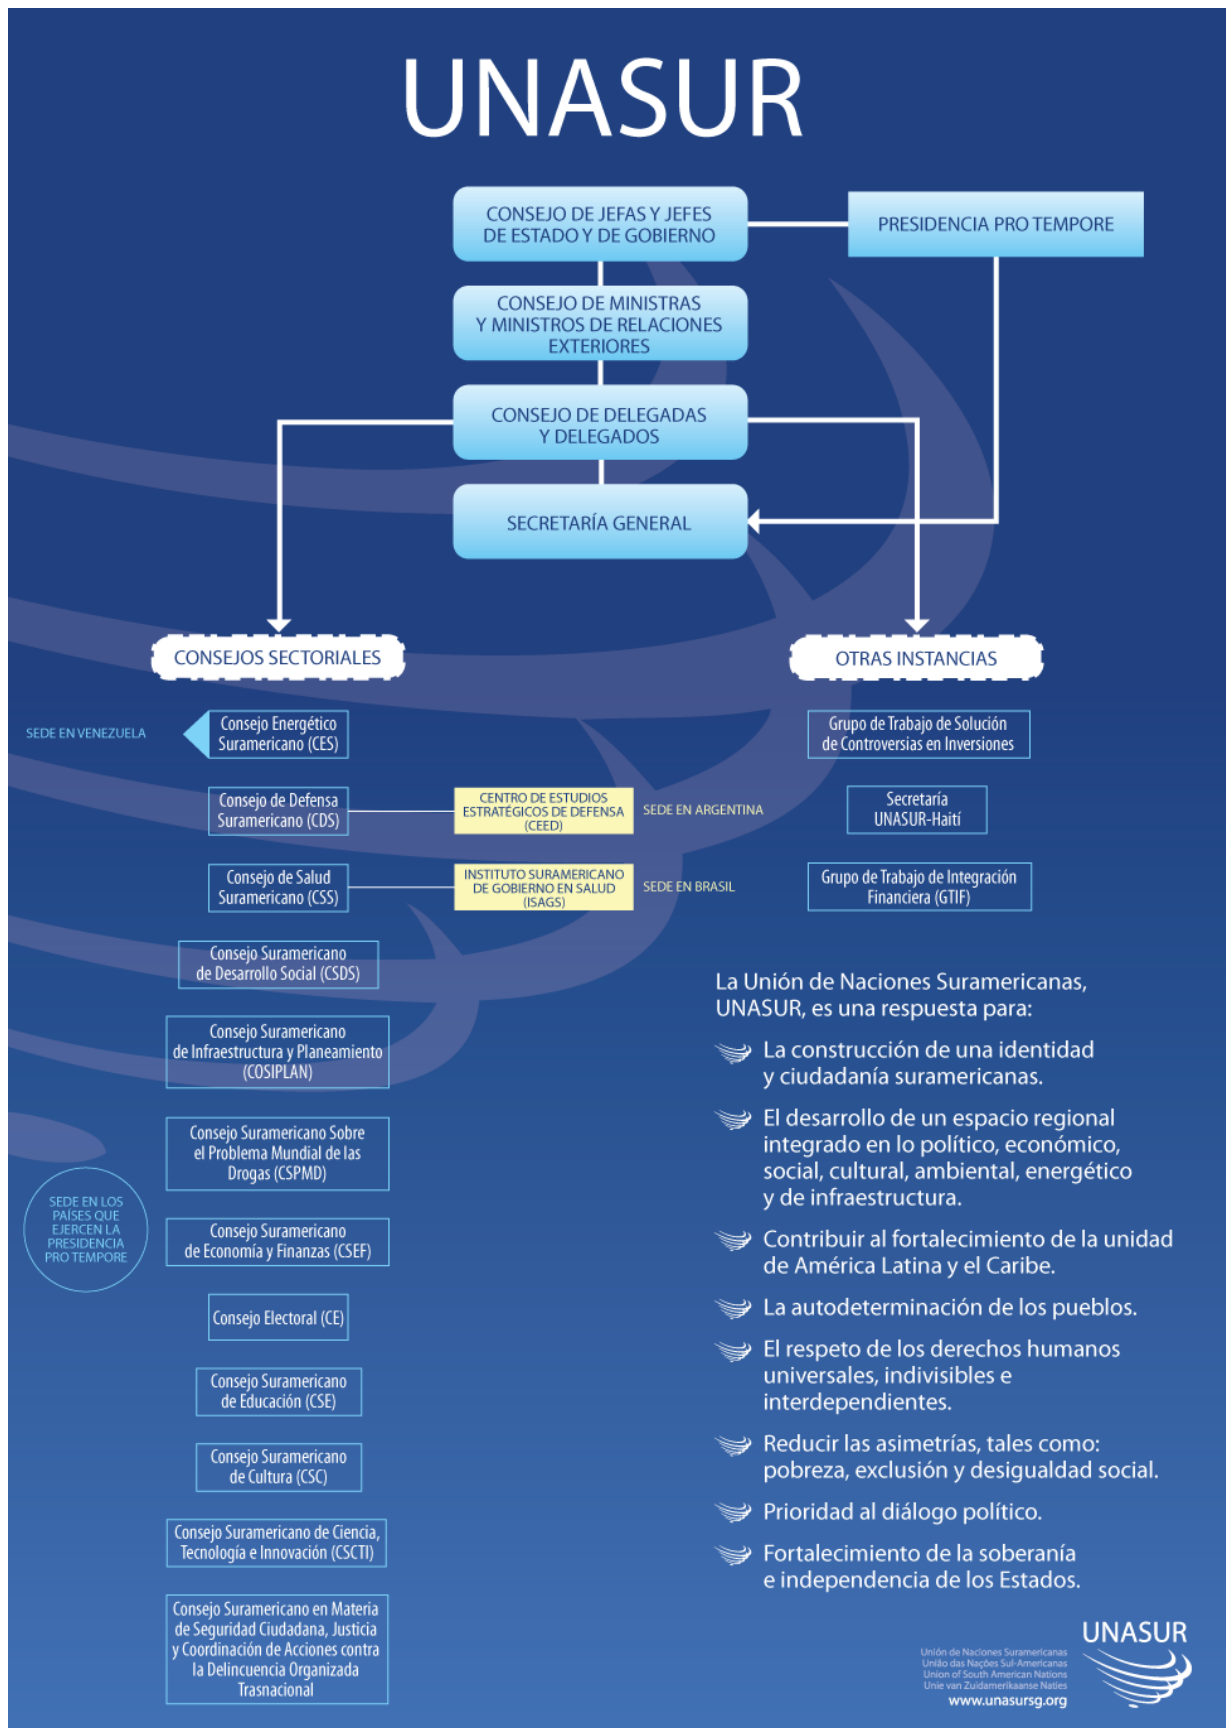 UNASUR
CONSEJO DE JEFAS Y JEFES
DE ESTADO Y DE GOBIERNO
PRESIDENCIA PRO TEMPORE
CONSEJO DE MINISTRAS
Y MINISTROS DE RELACIONES
EXTERIORES
CONSEJO DE DELEGADAS
Y DELEGADOS
SECRETARÍA GENERAL
CONSEJOS SECTORIALES
SEDE EN VENEZUELA
Consejo Energético
Suramericano (CES)
Consejo de Defensa
Suramericano (CDS)
CENTRO DE ESTUDIOS
ESTRATÉGICOS DE DEFENSA
(CEED)
SEDE EN ARGENTINA
Consejo de Salud
Suramericano (CSS)
INSTITUTO SURAMERICANO
DE GOBIERNO EN SALUD
(ISAGS)
SEDE EN BRASIL
Consejo Suramericano
de Desarrollo Social (CSDS)
Consejo Suramericano
de Infraestructura y Planeamiento
(COSIPLAN)
Consejo Suramericano Sobre
el Problema Mundial de las
Drogas (CSPMD)
SEDE EN LOS
PAÍSES QUE
EJERCEN LA
PRESIDENCIA
PRO TEMPORE
Consejo Suramericano
de Economía y Finanzas (CSEF)
Consejo Electoral (CE)
Consejo Suramericano
de Educación (CSE)
Consejo Suramericano
de Cultura (CSC)
Consejo Suramericano de Ciencia,
Tecnología e Innovación (CSCTI)
Consejo Suramericano en Materia
de Seguridad Ciudadana, Justicia
y Coordinación de Acciones contra
la Delincuencia Organizada
Trasnacional
OTRAS INSTANCIAS
Grupo de Trabajo de Solución
de Controversias en Inversiones
Secretaría
UNASUR-Haití
Grupo de Trabajo de Integración
Financiera (GTIF)
La Unión de Naciones Suramericanas,
UNASUR, es una respuesta para:
La construcción de una identidad
y ciudadanía suramericanas.
El desarrollo de un espacio regional
integrado en lo político, económico,
social, cultural, ambiental, energético
y de infraestructura.
Contribuir al fortalecimiento de la unidad
de América Latina y el Caribe.
La autodeterminación de los pueblos.
El respeto de los derechos humanos
universales, indivisibles e
interdependientes.
Reducir las asimetrías, tales como:
pobreza, exclusión y desigualdad social.
Prioridad al diálogo político.
Fortalecimiento de la soberanía
e independencia de los Estados.
UNASUR
Unión de Naciones Suramericanas
União das Nações Sul-Americanas
Union of South American Nations
Unie van Zuidamerikaanse Naties
www.unasursg.org